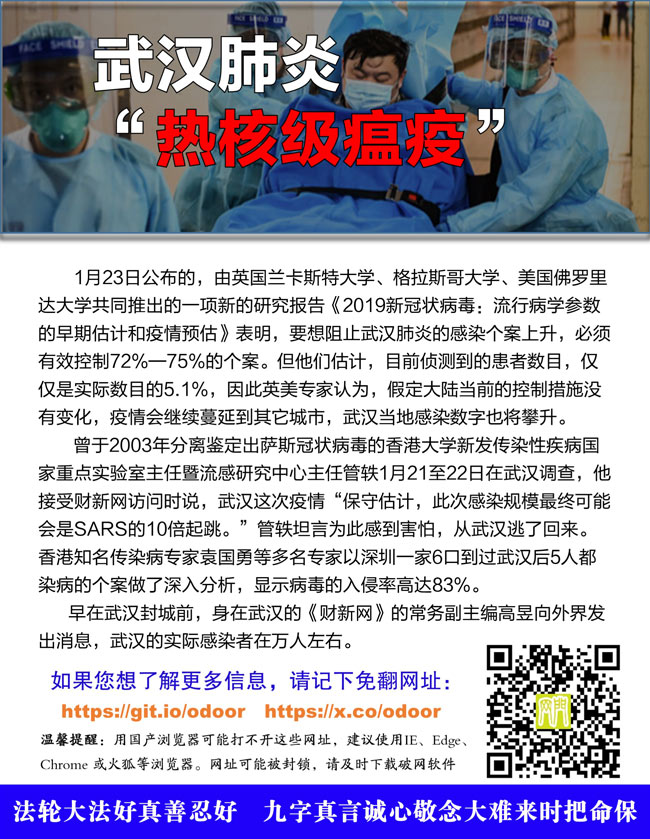 FACE SHIELD
FACE SHIELD
武汉肺炎
“热核级瘟疫”
1月23日公布的，由英国兰卡斯特大学、格拉斯哥大学、美国佛罗里
达大学共同推出的一项新的研究报告《2019新冠状病毒：流行病学参数
的早期估计和疫情预估》表明，要想阻止武汉肺炎的感染个案上升，必须
有效控制72%—75%的个案。但他们估计，目前侦测到的患者数目，仅
仅是实际数目的5.1%，因此英美专家认为，假定大陆当前的控制措施没
有变化，疫情会继续蔓延到其它城市，武汉当地感染数字也将攀升。
曾于2003年分离鉴定出萨斯冠状病毒的香港大学新发传染性疾病国
家重点实验室主任暨流感研究中心主任管轶1月21至22日在武汉调查，他
接受财新网访问时说，武汉这次疫情“保守估计，此次感染规模最终可能
会是SARS的10倍起跳。”管轶坦言为此感到害怕，从武汉逃了回来。
香港知名传染病专家袁国勇等多名专家以深圳一家6口到过武汉后5人都
染病的个案做了深入分析，显示病毒的入侵率高达83%。
早在武汉封城前，身在武汉的《财新网》的常务副主编高昱向外界发
出消息，武汉的实际感染者在万人左右。
如果您想了解更多信息，请记下免翻网址：
https://git.io/odoor https://x.co/odoor
温馨提醒：用国产浏览器可能打不开这些网址，建议使用IE、Edge、
Chrome 或火狐等浏览器。网址可能被封锁，请及时下载破网软件
法轮大法好真善忍好 九字真言诚心敬念大难来时把命保